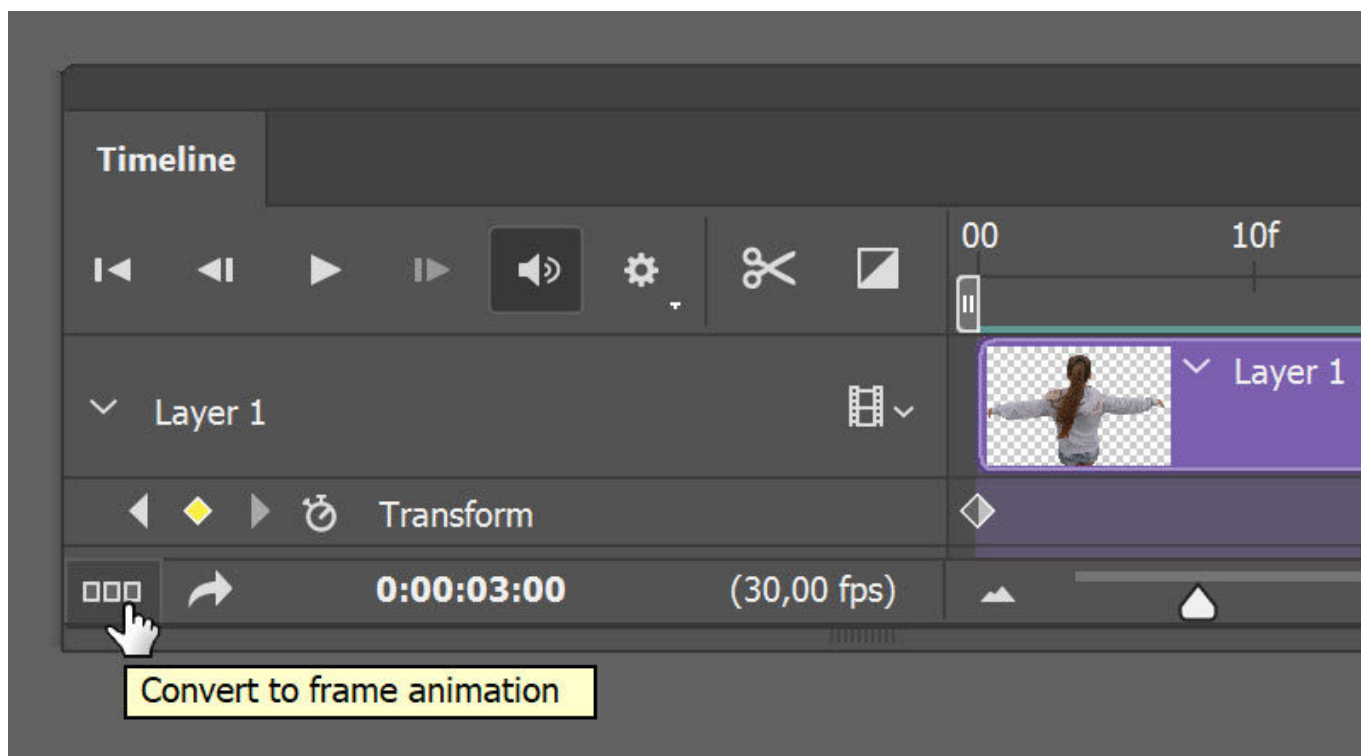 Timeline
00
10f
Layer 1
Layer 1
Transform
0:00:03:00
(30,00 fps)
Convert to frame animation